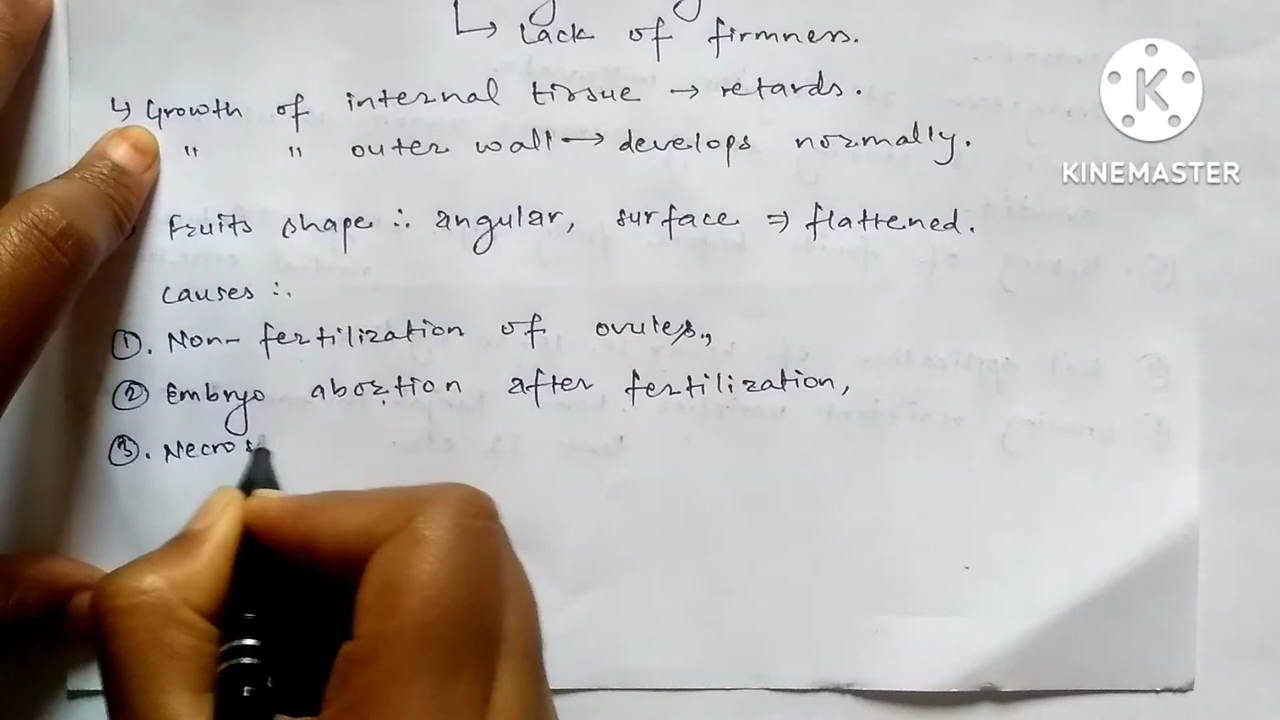 ↳ Lack of firmness.
↳ Growth of internal tissue → retards.
" " outer wall → develops normally.
Fruits shape ∴ angular, surface ⇒ flattened.
causes ∴
①. Non-fertilization of ovules,
② Embryo abortion after fertilization,
③. Necros
K
KINEMASTER